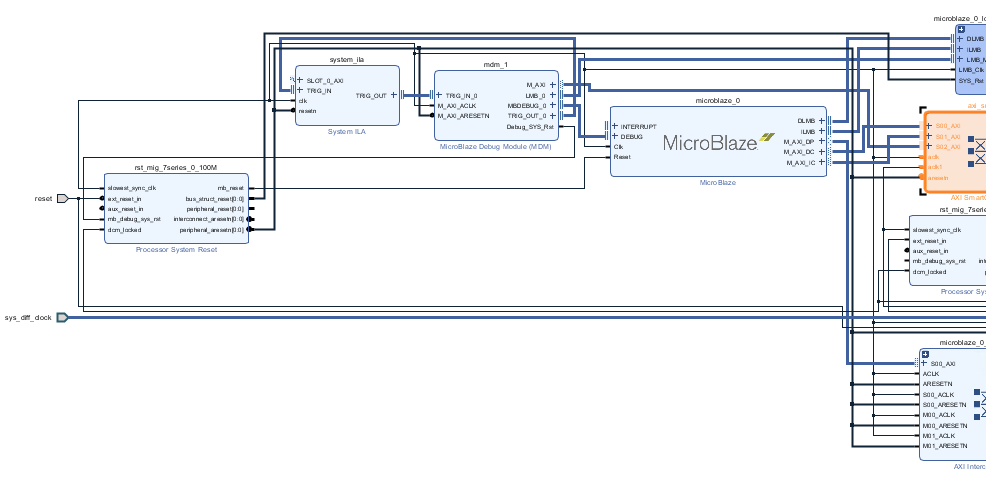 microblaze_0_lo
DLMB
ILMB
LMB_M
LMB_Clk
SYS_Rst
system_ila
SLOT_0_AXI
TRIG_IN
clk
resetn
TRIG_OUT
System ILA
mdm_1
TRIG_IN_0
M_AXI_ACLK
M_AXI_ARESETN
M_AXI
LMB_0
MBDEBUG_0
TRIG_OUT_0
Debug_SYS_Rst
MicroBlaze Debug Module (MDM)
microblaze_0
INTERRUPT
DEBUG
Clk
Reset
MicroBlaze
DLMB
ILMB
M_AXI_DP
M_AXI_DC
M_AXI_IC
MicroBlaze
axi_s
S00_AXI
S01_AXI
S02_AXI
aclk
aclk1
aresetn
AXI Smart
rst_mig_7series_0_100M
slowest_sync_clk
ext_reset_in
aux_reset_in
mb_debug_sys_rst
dcm_locked
mb_reset
bus_struct_reset[0:0]
peripheral_reset[0:0]
interconnect_aresetn[0:0]
peripheral_aresetn[0:0]
Processor System Reset
reset
sys_diff_clock
rst_mig_7serie
slowest_sync_clk
ext_reset_in
aux_reset_in
mb_debug_sys_rst
dcm_locked
inte
Processor Sys
microblaze_0_
S00_AXI
ACLK
ARESETN
S00_ACLK
S00_ARESETN
M00_ACLK
M00_ARESETN
M01_ACLK
M01_ARESETN
AXI Interc